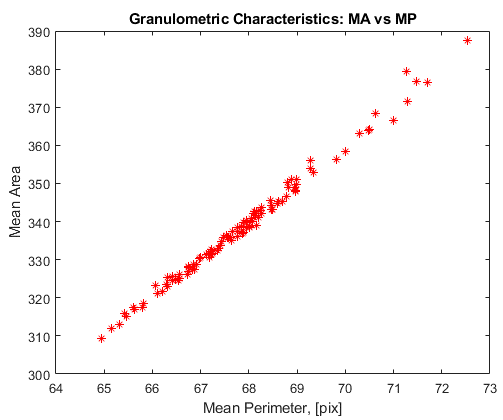 Granulometric Characteristics: MA vs MP
390
380
370
360
350
340
330
320
310
300
Mean Area
64 65 66 67 68 69 70 71 72 73
Mean Perimeter, [pix]